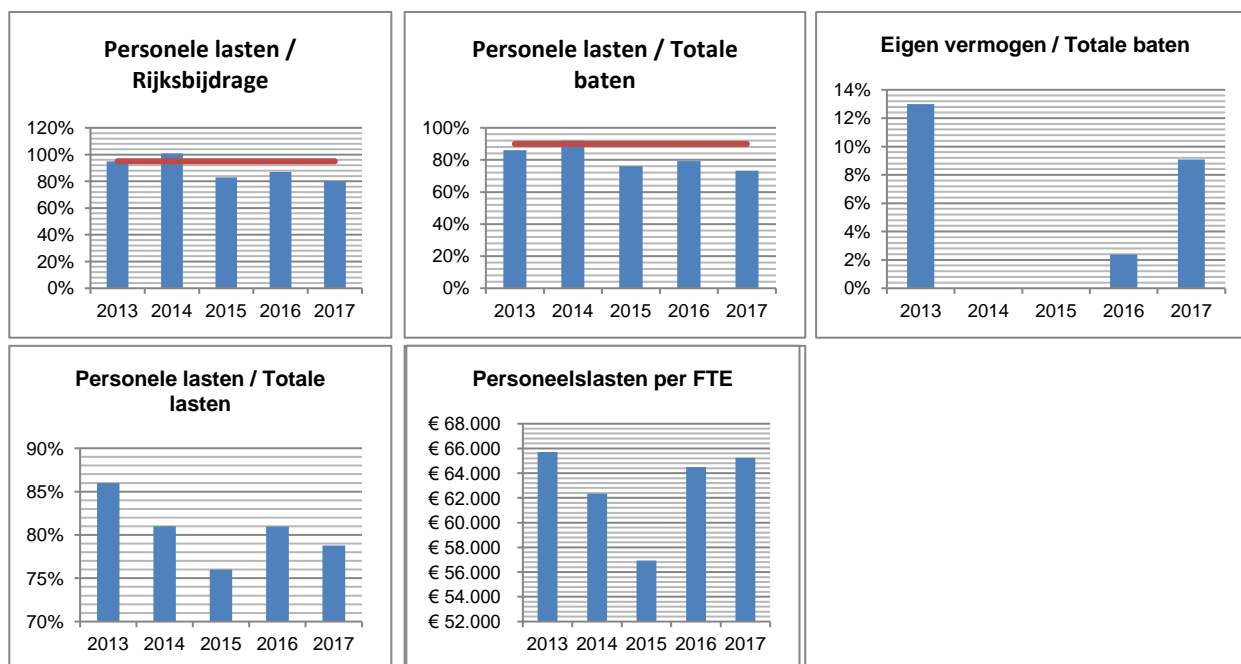 Personele lasten /
Rijksbijdrage
120%
100%
80%
60%
40%
20%
0%
2013 2014 2015 2016 2017
Personele lasten / Totale
baten
100%
80%
60%
40%
20%
0%
2013 2014 2015 2016 2017
Eigen vermogen / Totale baten
14%
12%
10%
8%
6%
4%
2%
0%
2013 2014 2015 2016 2017
Personele lasten / Totale
lasten
90%
85%
80%
75%
70%
2013 2014 2015 2016 2017
Personeelslasten per FTE
€ 68.000
€ 66.000
€ 64.000
€ 62.000
€ 60.000
€ 58.000
€ 56.000
€ 54.000
€ 52.000
2013 2014 2015 2016 2017